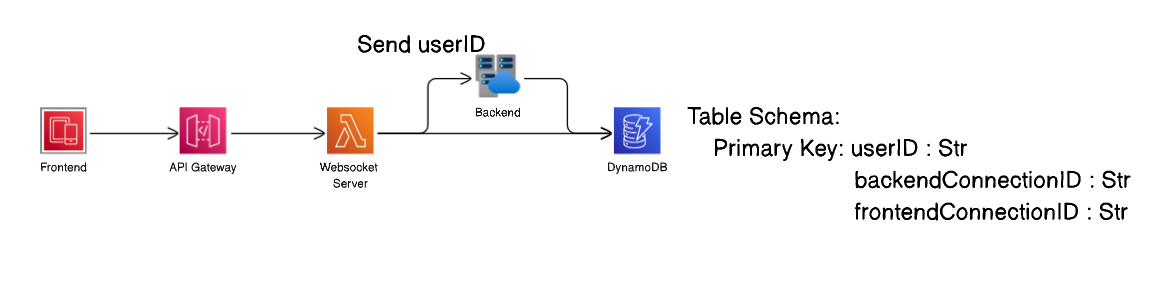 Send userID
Backend
Frontend
API Gateway
Websocket
Server
DynamoDB
Table Schema:
Primary Key: userID : Str
backendConnectionID : Str
frontendConnectionID : Str